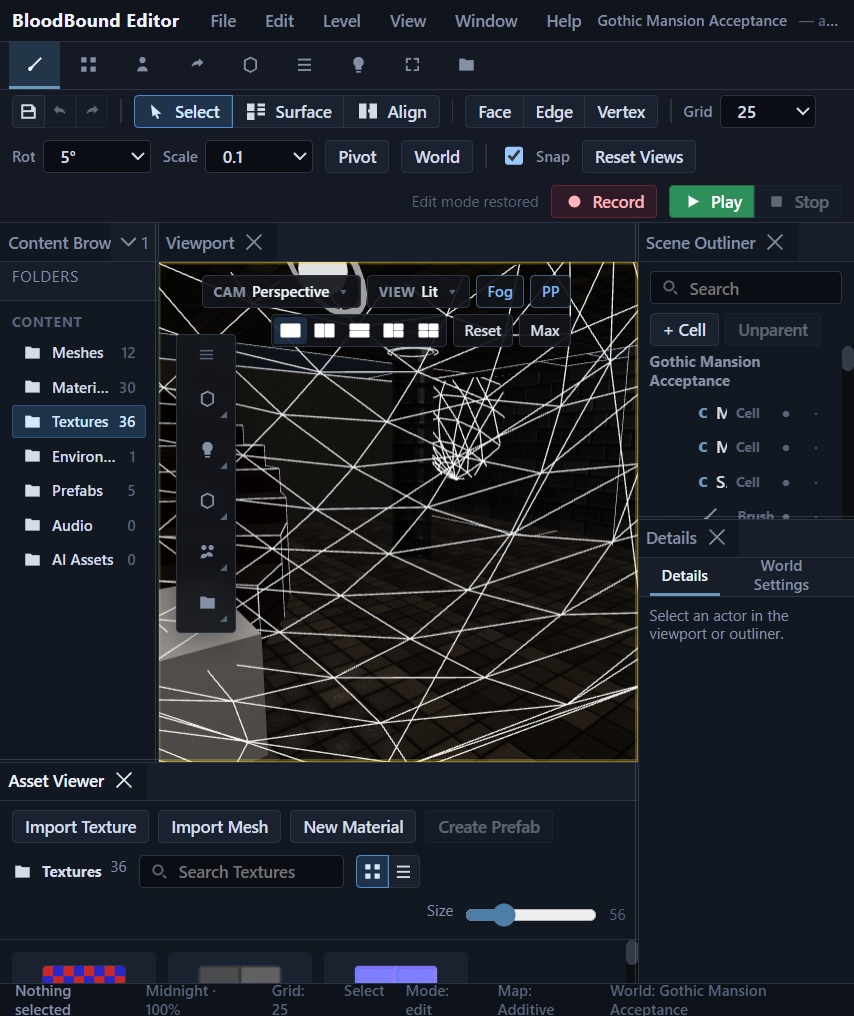 BloodBound Editor File Edit Level View Window Help Gothic Mansion Acceptance — a...
Select Surface Align Face Edge Vertex Grid 25
Rot 5° Scale 0.1 Pivot World Snap Reset Views
Edit mode restored Record Play Stop
Content Brow 1 Viewport Scene Outliner
FOLDERS
CONTENT
Meshes 12
Materi... 30
Textures 36
Environ... 1
Prefabs 5
Audio 0
AI Assets 0
CAM Perspective VIEW Lit Fog PP
Reset Max
Search
+ Cell Unparent
Gothic Mansion
Acceptance
C M Cell
C M Cell
C S. Cell
Brush
Details
Details World
Settings
Select an actor in the
viewport or outliner.
Asset Viewer
Import Texture Import Mesh New Material Create Prefab
Textures 36 Search Textures
Size 56
Nothing
selected
Midnight ·
100%
Grid:
25
Select
Mode:
edit
Map:
Additive
World: Gothic Mansion
Acceptance